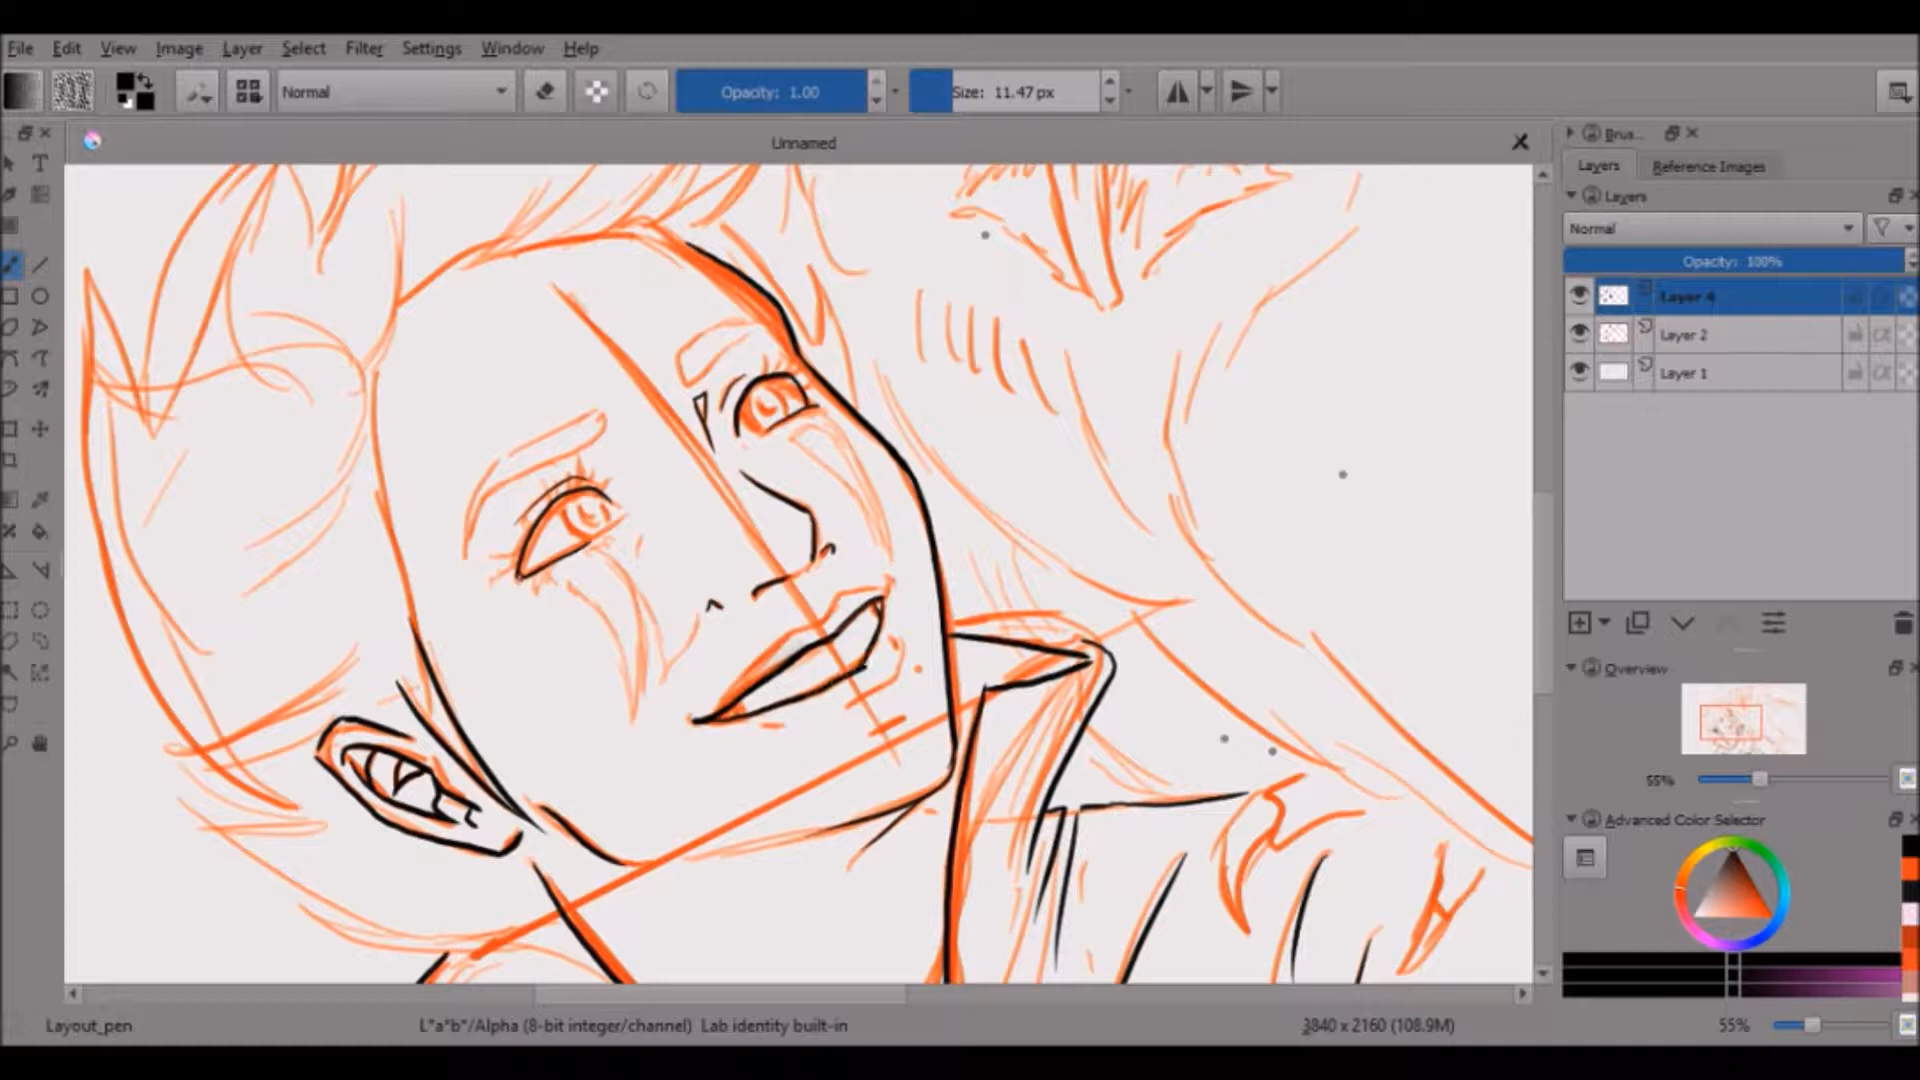 File Edit View Image Layer Select Filter Settings Window Help
Normal
Opacity: 1.00
Size: 11.47 px
Unnamed
Brus...
Layers
Reference Images
Layers
Normal
Opacity: 100%
Layer 4
Layer 2
Layer 1
Overview
55%
Advanced Color Selector
Layout_pen
L*a*b*/Alpha (8-bit integer/channel) Lab identity built-in
3840 x 2160 (108.9M)
55%